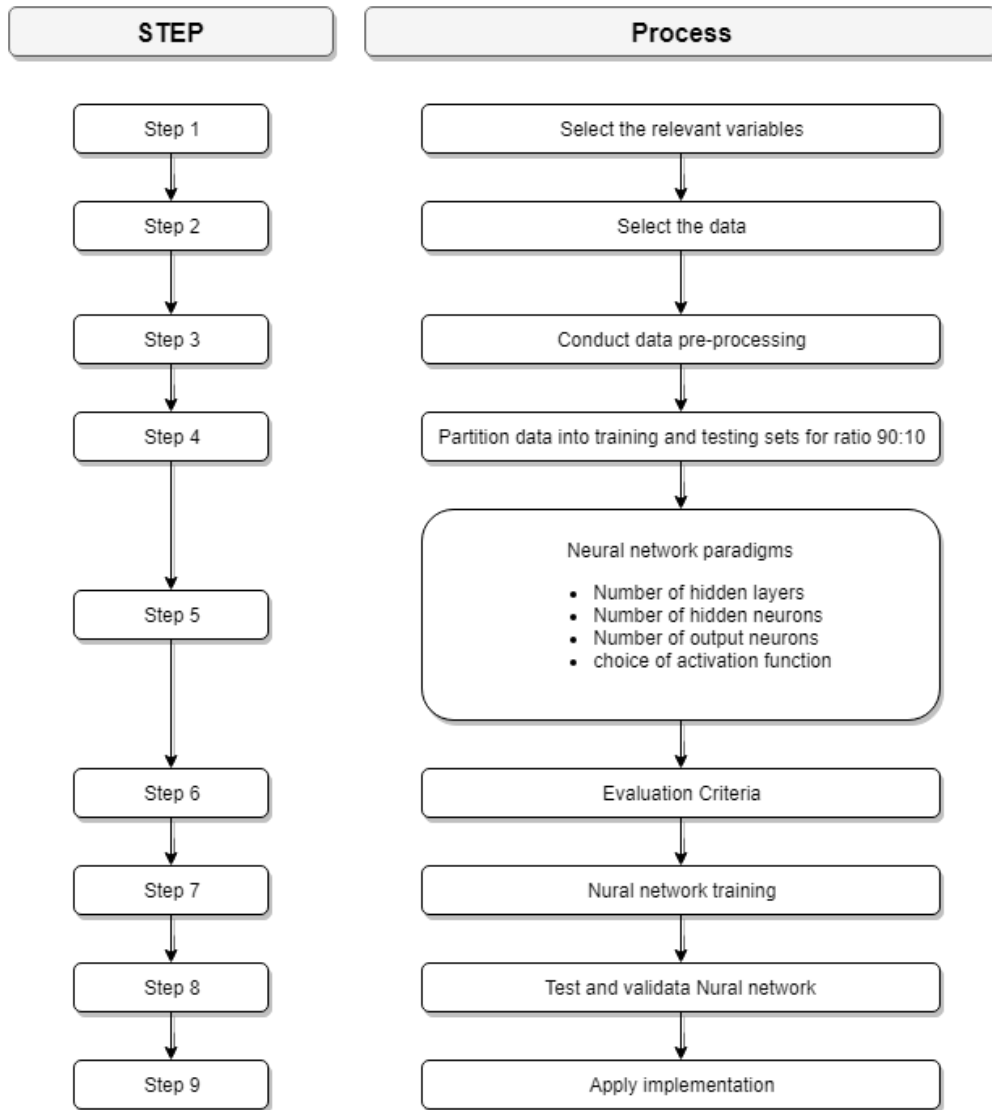 STEP
Process
Step 1
Select the relevant variables
Step 2
Select the data
Step 3
Conduct data pre-processing
Step 4
Partition data into training and testing sets for ratio 90:10
Step 5
Neural network paradigms
• Number of hidden layers
• Number of hidden neurons
• Number of output neurons
• choice of activation function
Step 6
Evaluation Criteria
Step 7
Nural network training
Step 8
Test and validata Nural network
Step 9
Apply implementation